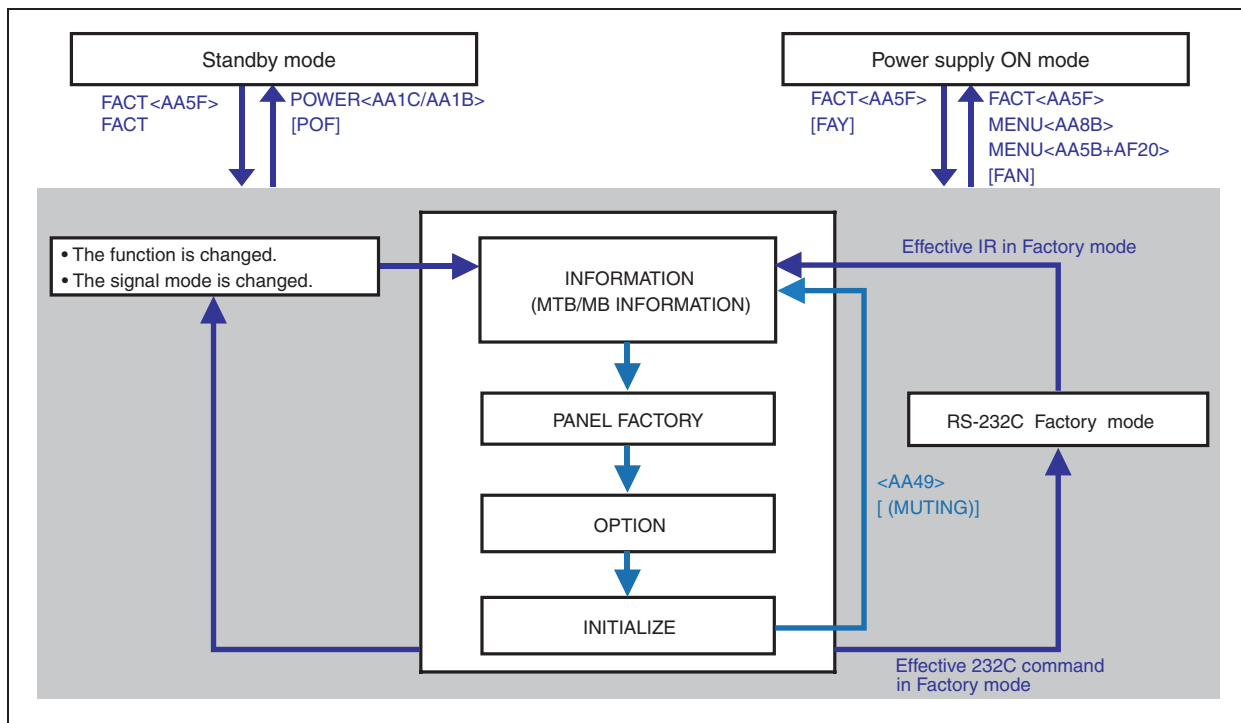 Standby mode
Power supply ON mode
FACT<AA5F>
FACT
POWER<AA1C/AA1B>
[POF]
FACT<AA5F>
[FAY]
FACT<AA5F>
MENU<AA8B>
MENU<AA5B+AF20>
[FAN]
• The function is changed.
• The signal mode is changed.
INFORMATION
(MTB/MB INFORMATION)
Effective IR in Factory mode
PANEL FACTORY
RS-232C Factory mode
<AA49>
[ (MUTING)]
OPTION
INITIALIZE
Effective 232C command
in Factory mode